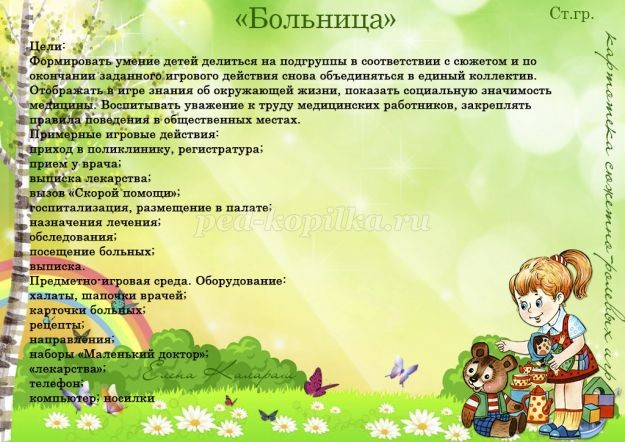 «Больница»
Ст.гр.
Цели:
Формировать умение детей делиться на подгруппы в соответствии с сюжетом и по
окончании заданного игрового действия снова объединяться в единый коллектив.
Отображать в игре знания об окружающей жизни, показать социальную значимость
медицины. Воспитывать уважение к труду медицинских работников, закреплять
правила поведения в общественных местах.
Примерные игровые действия:
приход в поликлинику, регистратура;
прием у врача;
выписка лекарства;
вызов «Скорой помощи»;
госпитализация, размещение в палате;
назначения лечения;
обследования;
посещение больных;
выписка.
Предметно-игровая среда. Оборудование:
халаты, шапочки врачей;
карточки больных;
рецепты;
направления;
наборы «Маленький доктор»;
«лекарства»;
телефон;
компьютер; носилки
картотека сюжетно-ролевых игр
ped-kopilka.ru
Елена